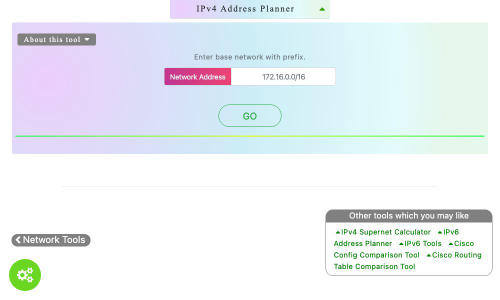 IPv4 Address Planner
About this tool
Enter base network with prefix.
Network Address
172.16.0.0/16
GO
Other tools which you may like
IPv4 Supernet Calculator IPv6
Address Planner IPv6 Tools Cisco
Config Comparison Tool Cisco Routing
Table Comparison Tool
Network Tools